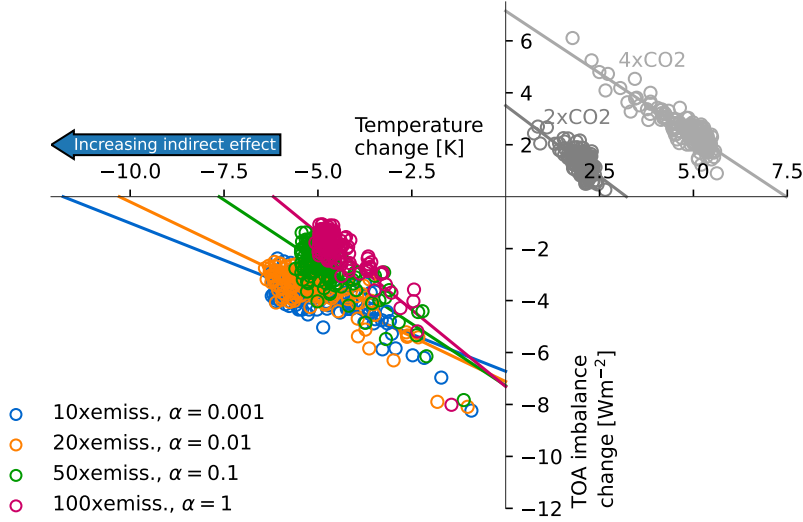 6
4xCO2
4
2xCO2
Temperature
change [K]
2
Increasing indirect effect
−10.0
−7.5
−5.0
−2.5
2.5
5.0
7.5
−2
−4
−6
−8
−10
−12
TOA imbalance
change [Wm⁻²]
10xemiss., α = 0.001
20xemiss., α = 0.01
50xemiss., α = 0.1
100xemiss., α = 1